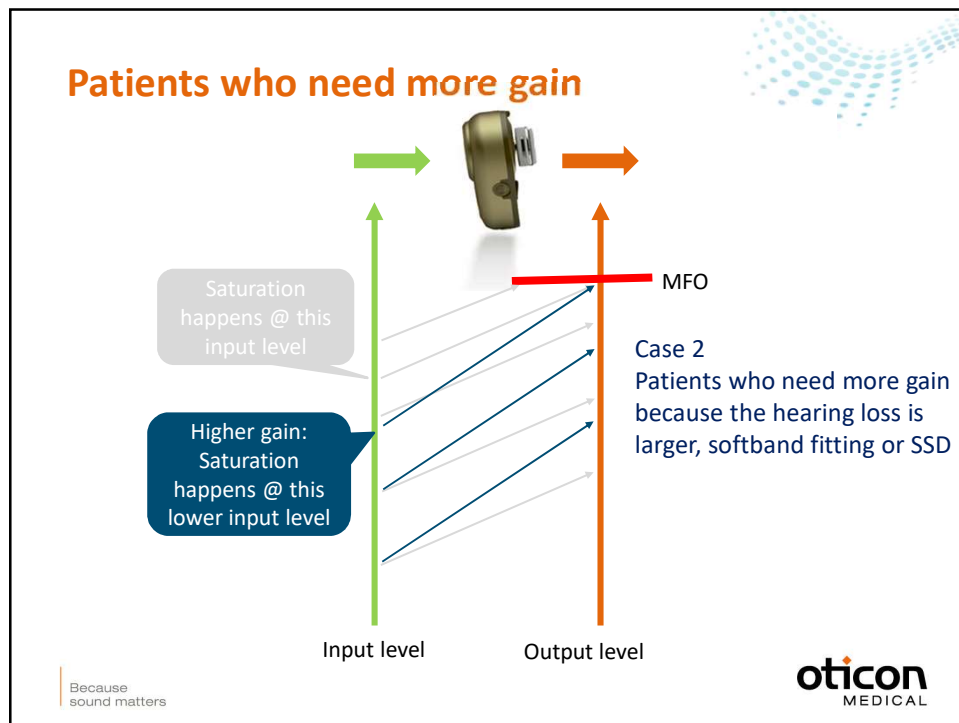 Patients who need more gain
Saturation
happens @ this
input level
MFO
Case 2
Patients who need more gain
because the hearing loss is
larger, softband fitting or SSD
Higher gain:
Saturation
happens @ this
lower input level
Input level
Output level
Because
sound matters
oticon
MEDICAL